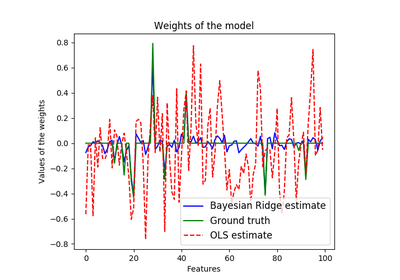 Weights of the model
0.8
0.6
0.4
0.2
0.0
−0.2
−0.4
−0.6
−0.8
Values of the weights
Bayesian Ridge estimate
Ground truth
OLS estimate
0 20 40 60 80 100
Features